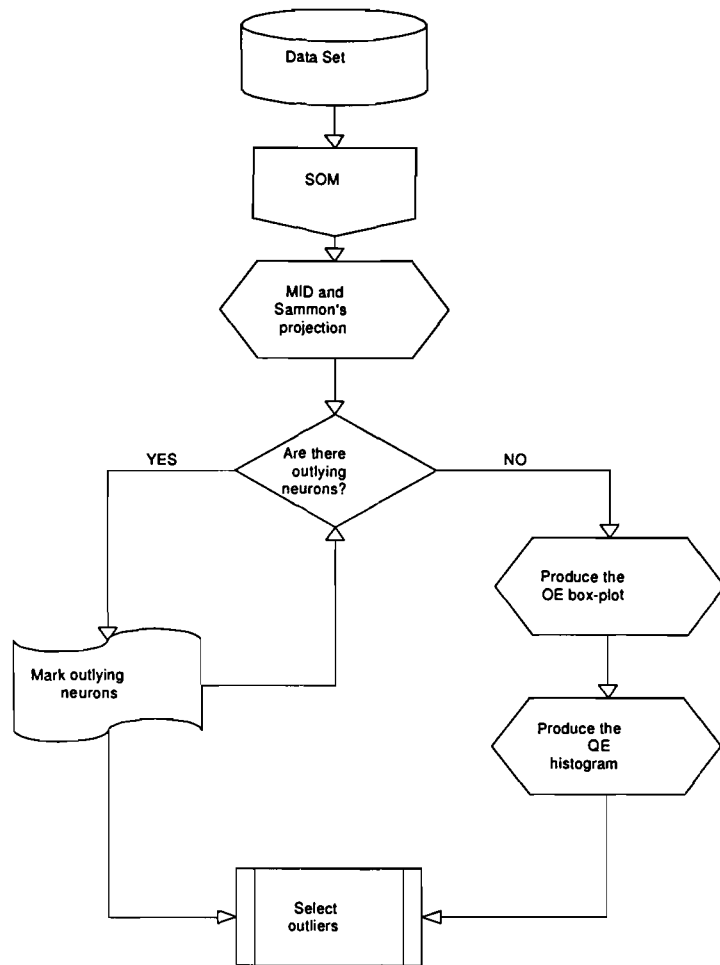 Data Set
SOM
MID and
Sammon's
projection
Are there
outlying
neurons?
YES
NO
Produce the
QE box-plot
Mark outlying
neurons
Produce the
QE
histogram
Select
outliers